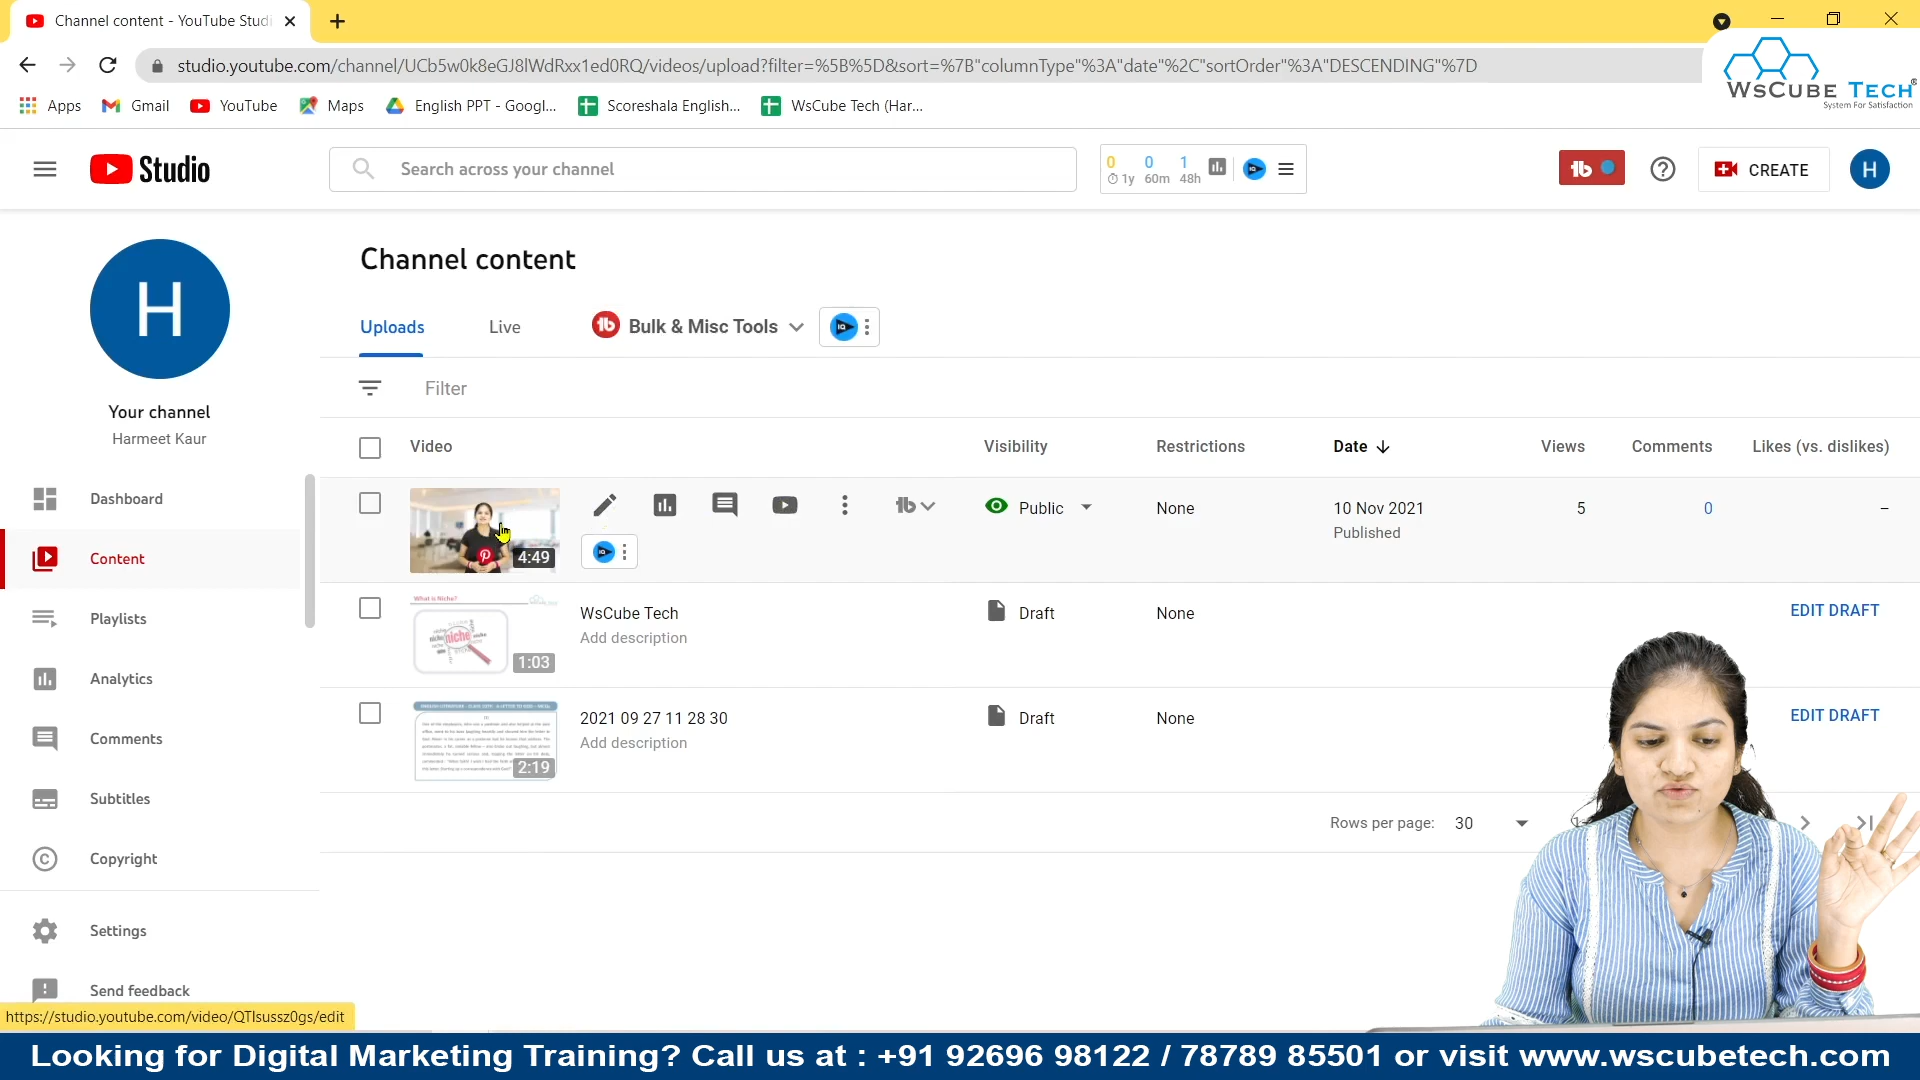 Channel content - YouTube Studi
studio.youtube.com/channel/UCb5w0k8eGJ8lWdRxx1ed0RQ/videos/upload?filter=%5B%5D&sort=%7B"columnType"%3A"date"%2C"sortOrder"%3A"DESCENDING"%7D
WsCube Tech®
System For Satisfaction
Apps
Gmail
YouTube
Maps
English PPT - Googl...
Scoreshala English...
WsCube Tech (Har...
Studio
Search across your channel
0 0 1
1y 60m 48h
CREATE
H
H
Your channel
Harmeet Kaur
Dashboard
Content
Playlists
Analytics
Comments
Subtitles
Copyright
Settings
Send feedback
https://studio.youtube.com/video/QTlsussz0gs/edit
Channel content
Uploads
Live
Bulk & Misc Tools
Filter
Video Visibility Restrictions Date Views Comments Likes (vs. dislikes)
4:49
Public None 10 Nov 2021 5 0 –
Published
What is Niche?
niche
1:03
WsCube Tech Draft None EDIT DRAFT
Add description
2:19
2021 09 27 11 28 30 Draft None EDIT DRAFT
Add description
Rows per page: 30
Looking for Digital Marketing Training? Call us at : +91 92696 98122 / 78789 85501 or visit www.wscubetech.com